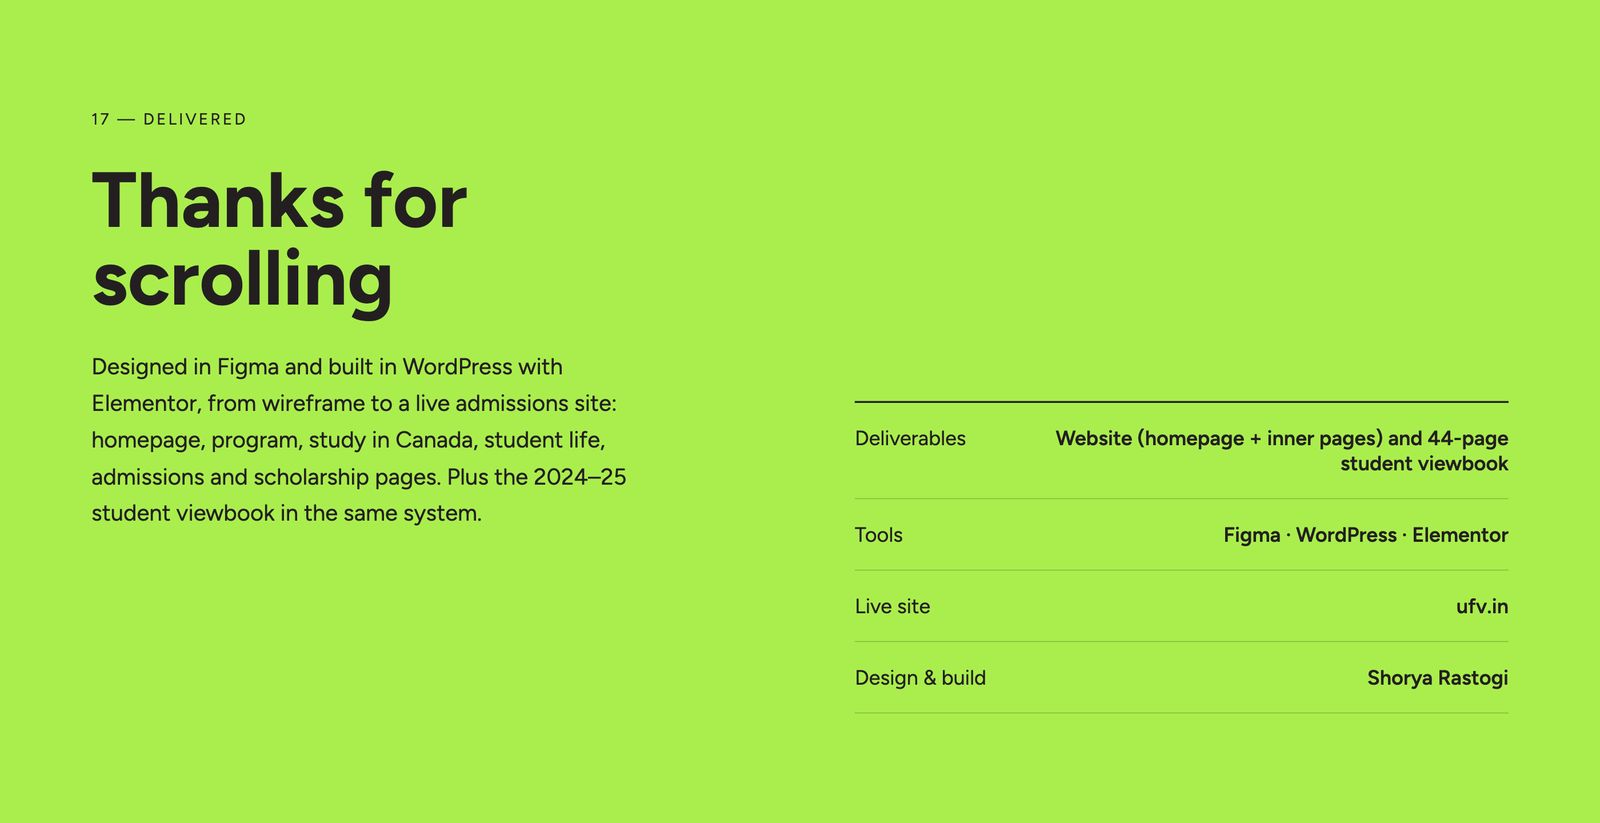 17 — DELIVERED
Thanks for
scrolling
Designed in Figma and built in WordPress with
Elementor, from wireframe to a live admissions site:
homepage, program, study in Canada, student life,
admissions and scholarship pages. Plus the 2024–25
student viewbook in the same system.
Deliverables Website (homepage + inner pages) and 44-page
student viewbook
Tools Figma · WordPress · Elementor
Live site ufv.in
Design & build Shorya Rastogi